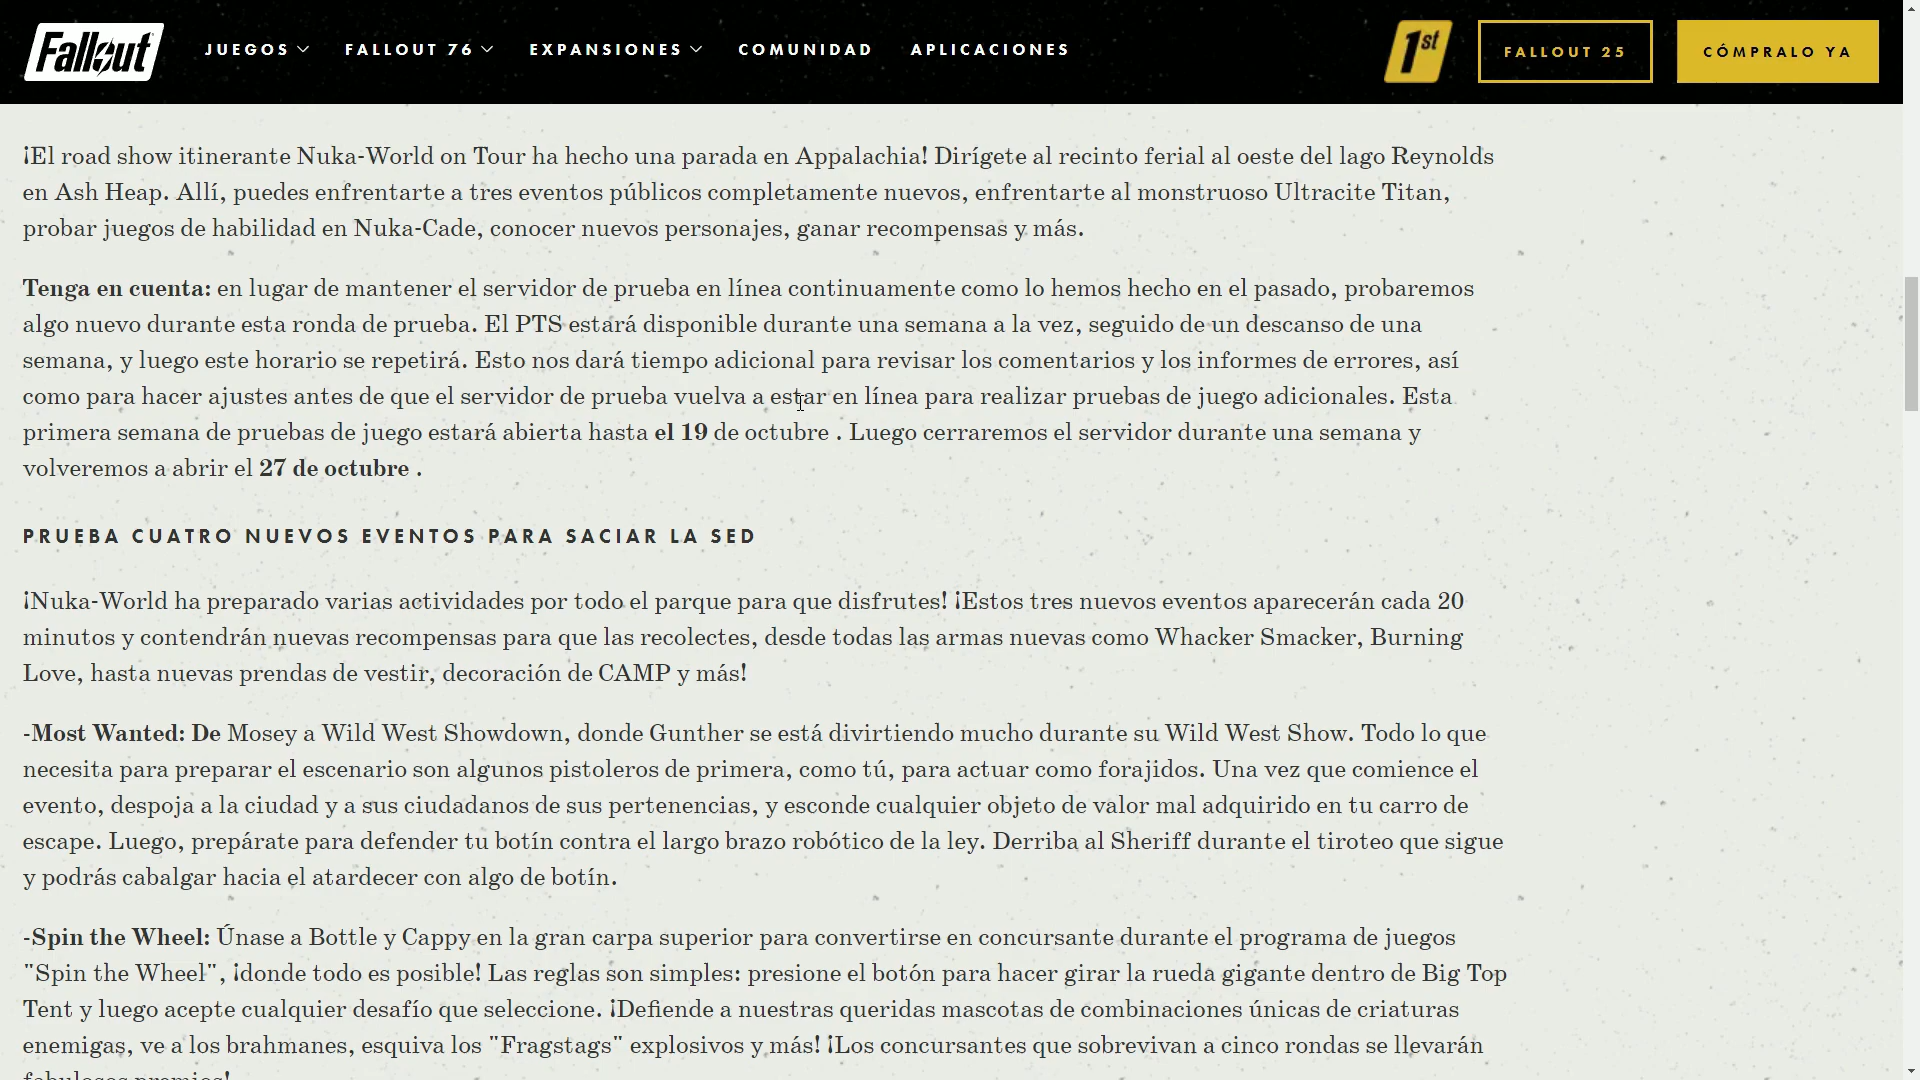 Fallout
JUEGOS
FALLOUT 76
EXPANSIONES
COMUNIDAD
APLICACIONES
1st
FALLOUT 25
CÓMPRALO YA
¡El road show itinerante Nuka-World on Tour ha hecho una parada en Appalachia! Dirígete al recinto ferial al oeste del lago Reynolds
en Ash Heap. Allí, puedes enfrentarte a tres eventos públicos completamente nuevos, enfrentarte al monstruoso Ultracite Titan,
probar juegos de habilidad en Nuka-Cade, conocer nuevos personajes, ganar recompensas y más.
Tenga en cuenta: en lugar de mantener el servidor de prueba en línea continuamente como lo hemos hecho en el pasado, probaremos
algo nuevo durante esta ronda de prueba. El PTS estará disponible durante una semana a la vez, seguido de un descanso de una
semana, y luego este horario se repetirá. Esto nos dará tiempo adicional para revisar los comentarios y los informes de errores, así
como para hacer ajustes antes de que el servidor de prueba vuelva a estar en línea para realizar pruebas de juego adicionales. Esta
primera semana de pruebas de juego estará abierta hasta el 19 de octubre . Luego cerraremos el servidor durante una semana y
volveremos a abrir el 27 de octubre .
PRUEBA CUATRO NUEVOS EVENTOS PARA SACIAR LA SED
¡Nuka-World ha preparado varias actividades por todo el parque para que disfrutes! ¡Estos tres nuevos eventos aparecerán cada 20
minutos y contendrán nuevas recompensas para que las recolectes, desde todas las armas nuevas como Whacker Smacker, Burning
Love, hasta nuevas prendas de vestir, decoración de CAMP y más!
-Most Wanted: De Mosey a Wild West Showdown, donde Gunther se está divirtiendo mucho durante su Wild West Show. Todo lo que
necesita para preparar el escenario son algunos pistoleros de primera, como tú, para actuar como forajidos. Una vez que comience el
evento, despoja a la ciudad y a sus ciudadanos de sus pertenencias, y esconde cualquier objeto de valor mal adquirido en tu carro de
escape. Luego, prepárate para defender tu botín contra el largo brazo robótico de la ley. Derriba al Sheriff durante el tiroteo que sigue
y podrás cabalgar hacia el atardecer con algo de botín.
-Spin the Wheel: Únase a Bottle y Cappy en la gran carpa superior para convertirse en concursante durante el programa de juegos
"Spin the Wheel", ¡donde todo es posible! Las reglas son simples: presione el botón para hacer girar la rueda gigante dentro de Big Top
Tent y luego acepte cualquier desafío que seleccione. ¡Defiende a nuestras queridas mascotas de combinaciones únicas de criaturas
enemigas, ve a los brahmanes, esquiva los "Fragstags" explosivos y más! ¡Los concursantes que sobrevivan a cinco rondas se llevarán
fabulosos premios!